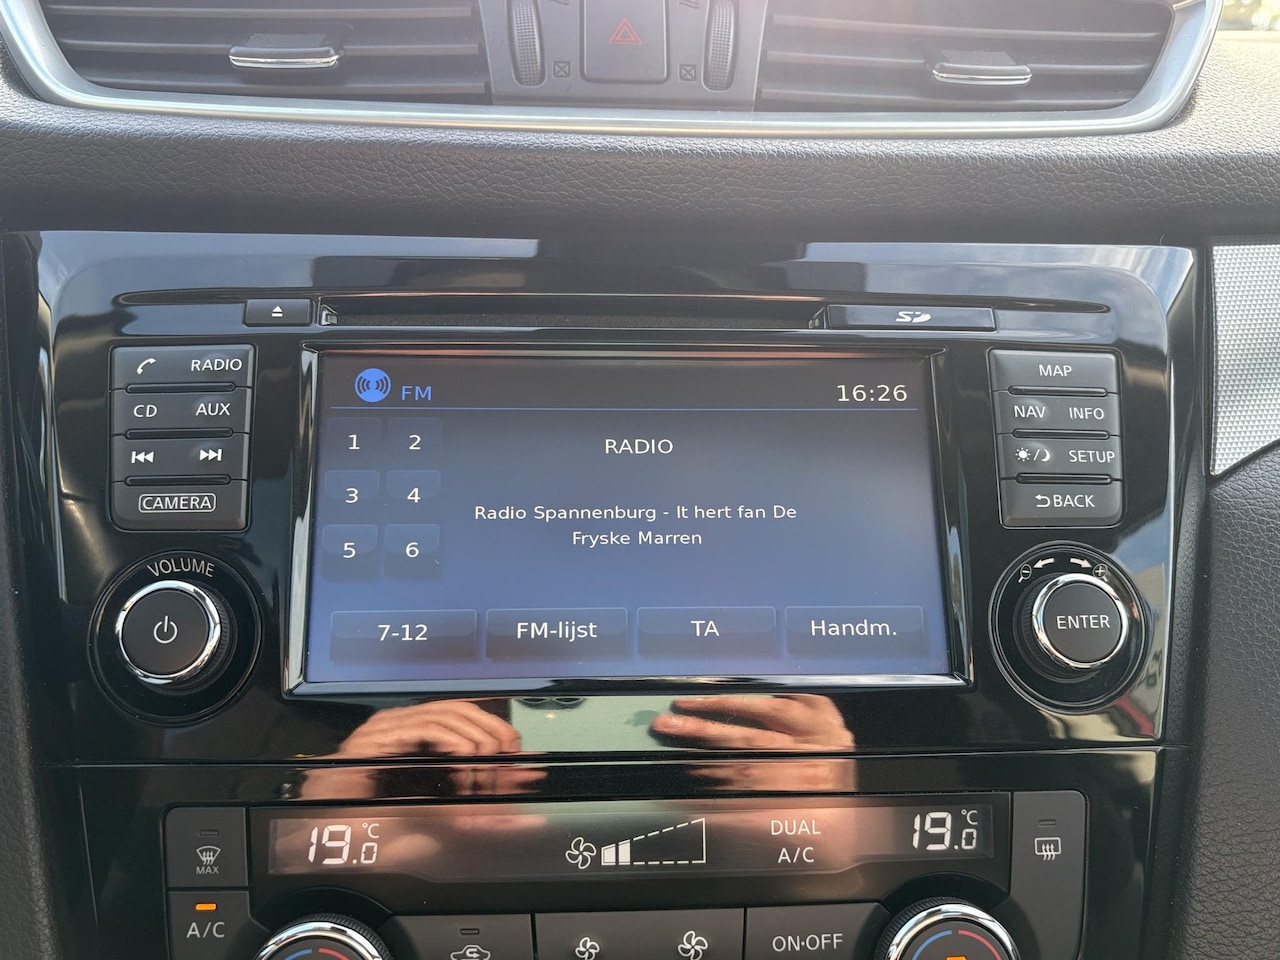 SD
RADIO
CD AUX
CAMERA
VOLUME
FM 16:26
1 2
3 4
5 6
RADIO
Radio Spannenburg - It hert fan De
Fryske Marren
7-12 FM-lijst TA Handm.
MAP
NAV INFO
SETUP
BACK
ENTER
19.0 °C
DUAL
A/C
19.0 °C
MAX
A/C
ON·OFF